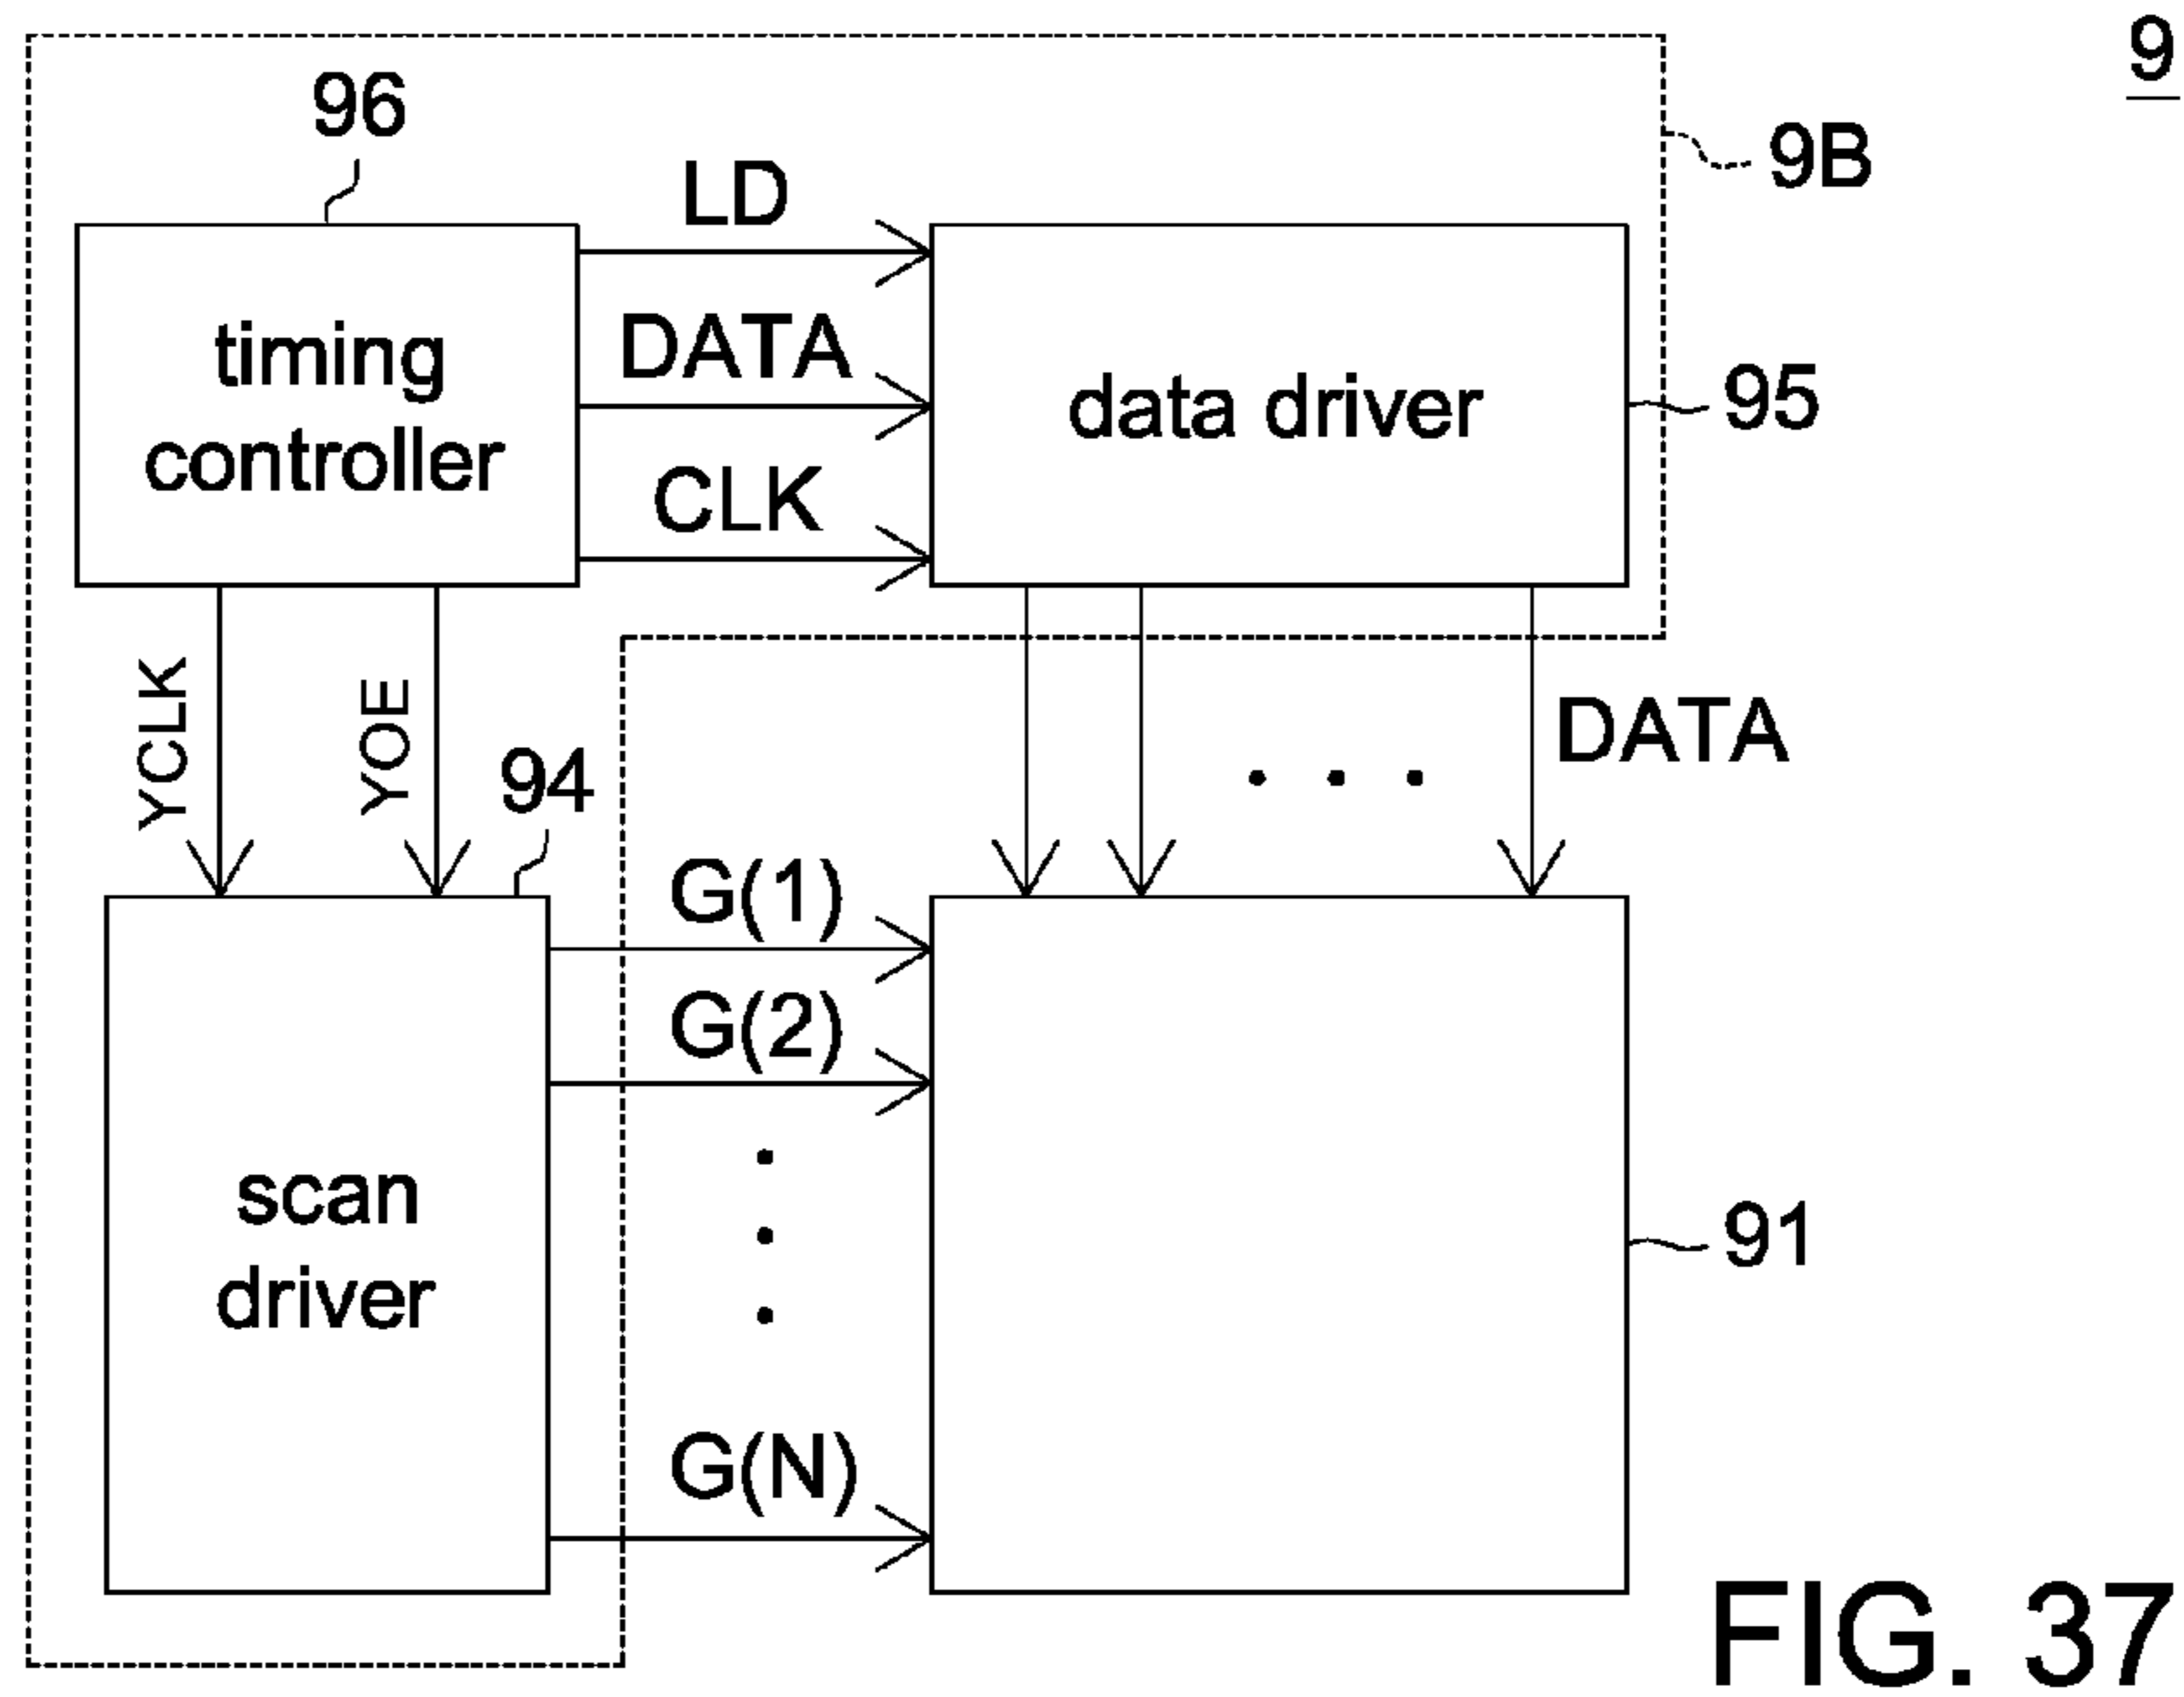 9
96
9B
LD
timing
controller
DATA
data driver
95
CLK
YCLK
YOE
94
DATA
G(1)
G(2)
scan
driver
91
G(N)
FIG. 37